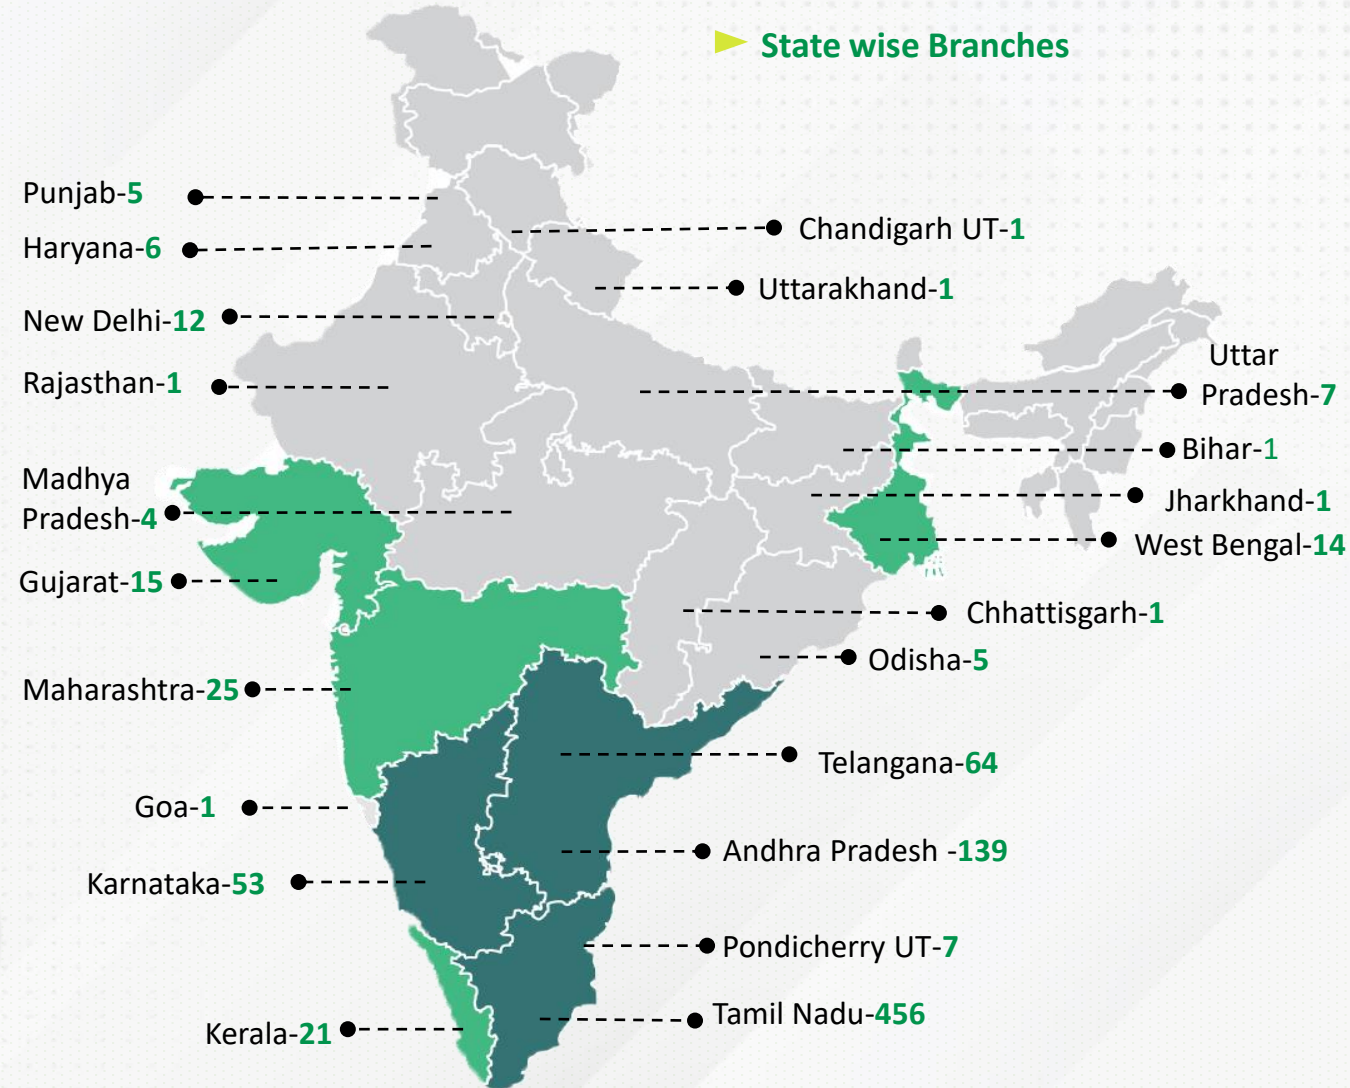 State wise Branches
Punjab-5
Haryana-6
New Delhi-12
Rajasthan-1
Madhya
Pradesh-4
Gujarat-15
Maharashtra-25
Goa-1
Karnataka-53
Kerala-21
Chandigarh UT-1
Uttarakhand-1
Uttar
Pradesh-7
Bihar-1
Jharkhand-1
West Bengal-14
Chhattisgarh-1
Odisha-5
Telangana-64
Andhra Pradesh -139
Pondicherry UT-7
Tamil Nadu-456